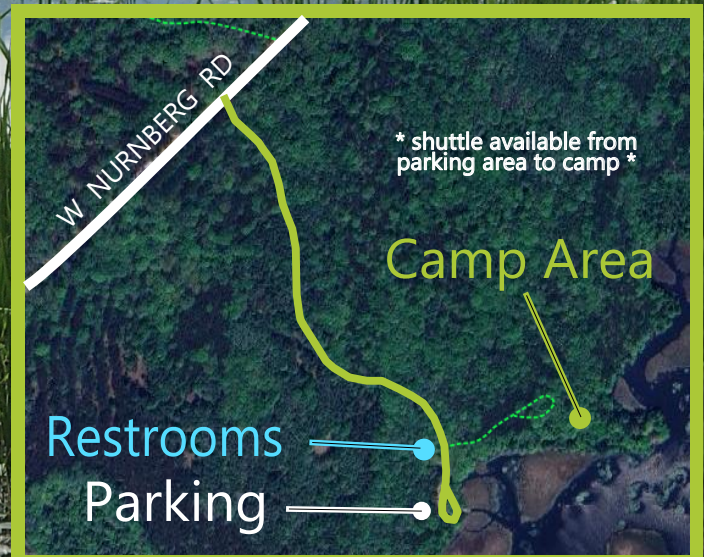 W NURNBERG RD
* shuttle available from
parking area to camp *
Camp Area
Restrooms
Parking